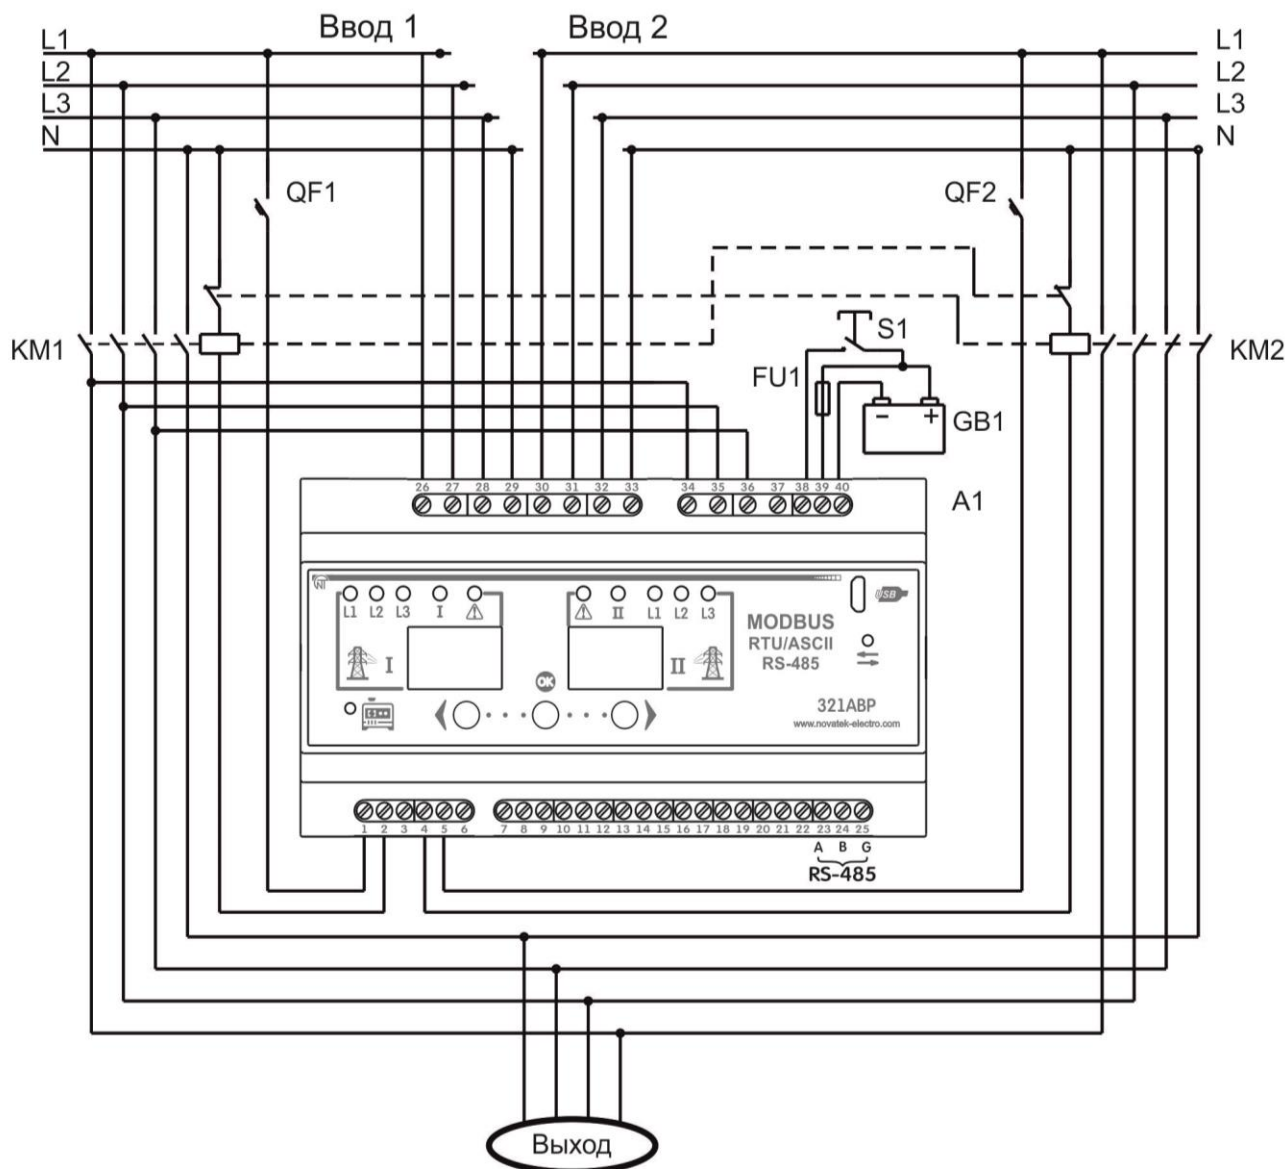 Ввод 1
Ввод 2
L1
L1
L2
L2
L3
L3
N
N
QF1
QF2
KM1
KM2
S1
FU1
GB1
- +
A1
26 27 28 29 30 31 32 33 34 35 36 37 38 39 40
USB
L1 L2 L3 I
II L1 L2 L3
MODBUS
RTU/ASCII
RS-485
I
II
OK
321АВР
www.novatek-electro.com
1 2 3 4 5 6 7 8 9 10 11 12 13 14 15 16 17 18 19 20 21 22 23 24 25
A B G
RS-485
Выход